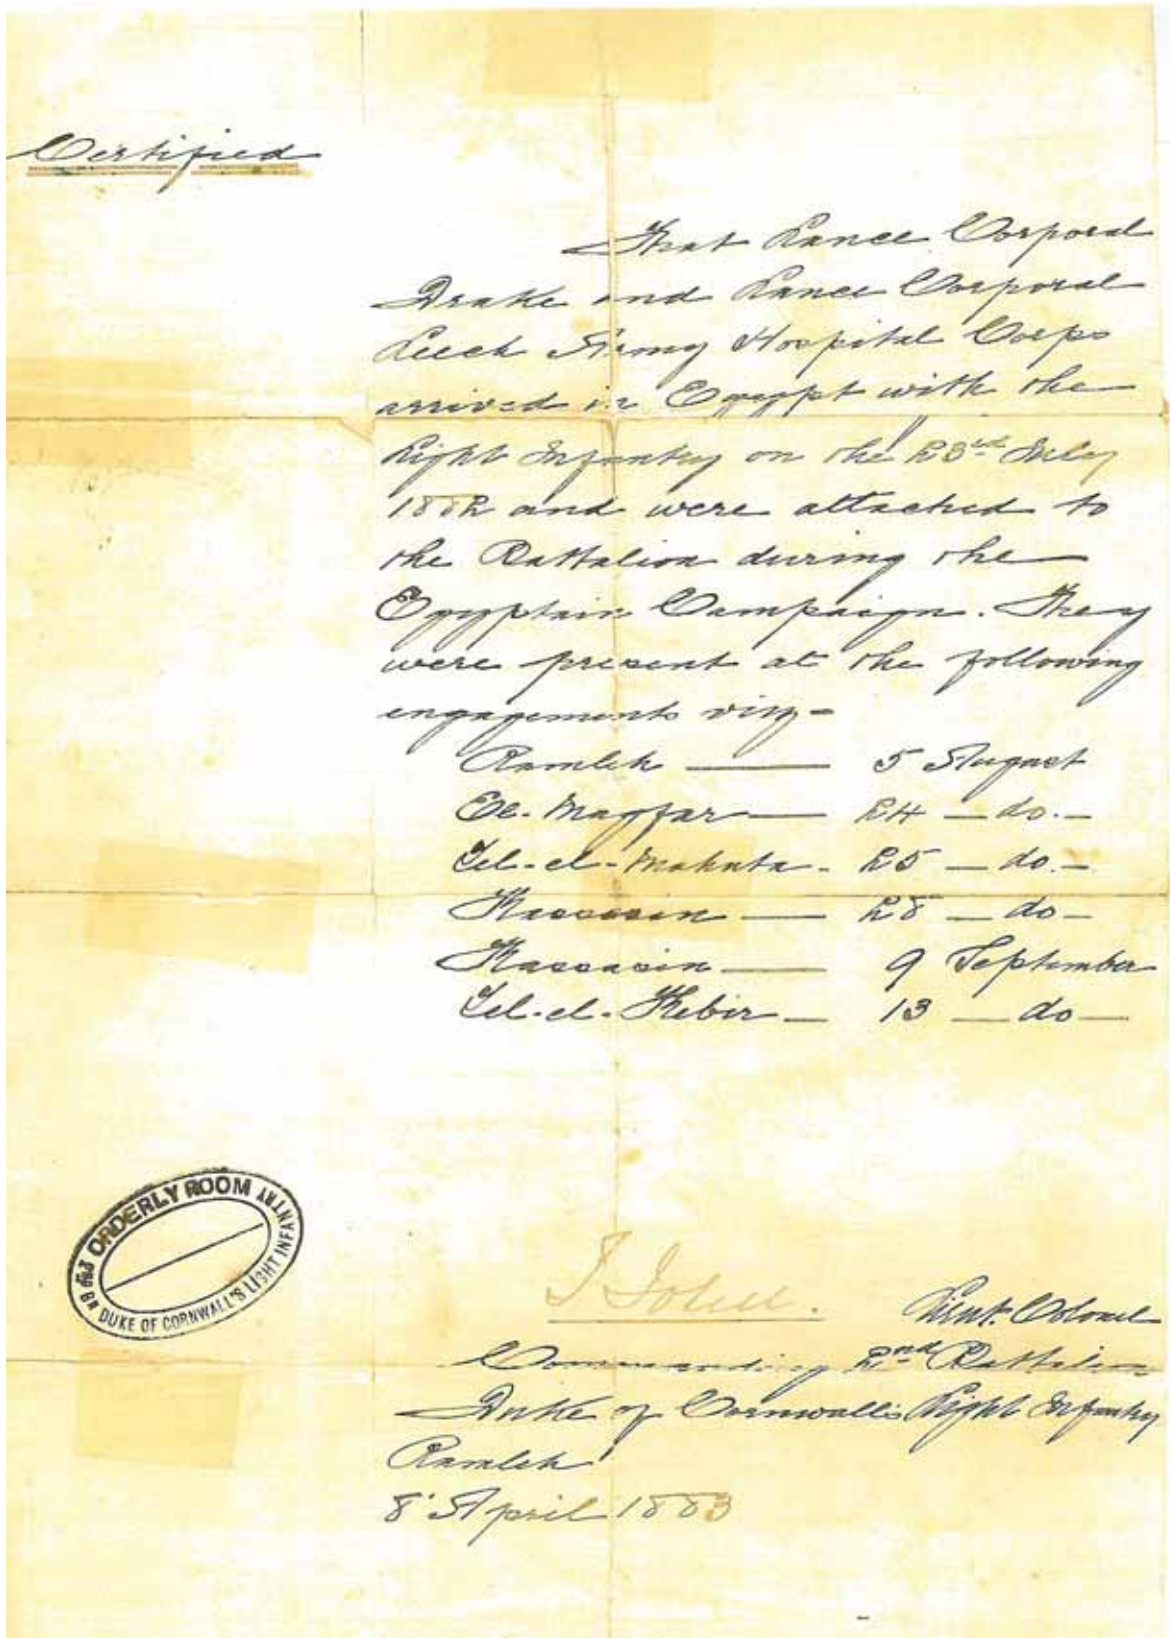 Certified
That Lance Corporal
Drake and Lance Corporal
Leech Army Hospital Corps
arrived in Egypt with the
Light Infantry on the 23rd July
1882 and were attached to
the Battalion during the
Egyptain Campaign. They
were present at the following
engagements viz=
Ramleh — 5 August
El-Magfar — 24 — do. —
Tel-el-Mahuta - 25 — do. —
Kassasin — 28 — do —
Kassasin — 9 September
Tel-el-Kebir — 13 — do —
ORDERLY ROOM
DUKE OF CORNWALL'S LIGHT INFANTRY
Lieut. Colonel
Commanding 2nd Battalion
Duke of Cornwall's Light Infantry
Ramleh
8 April 1883